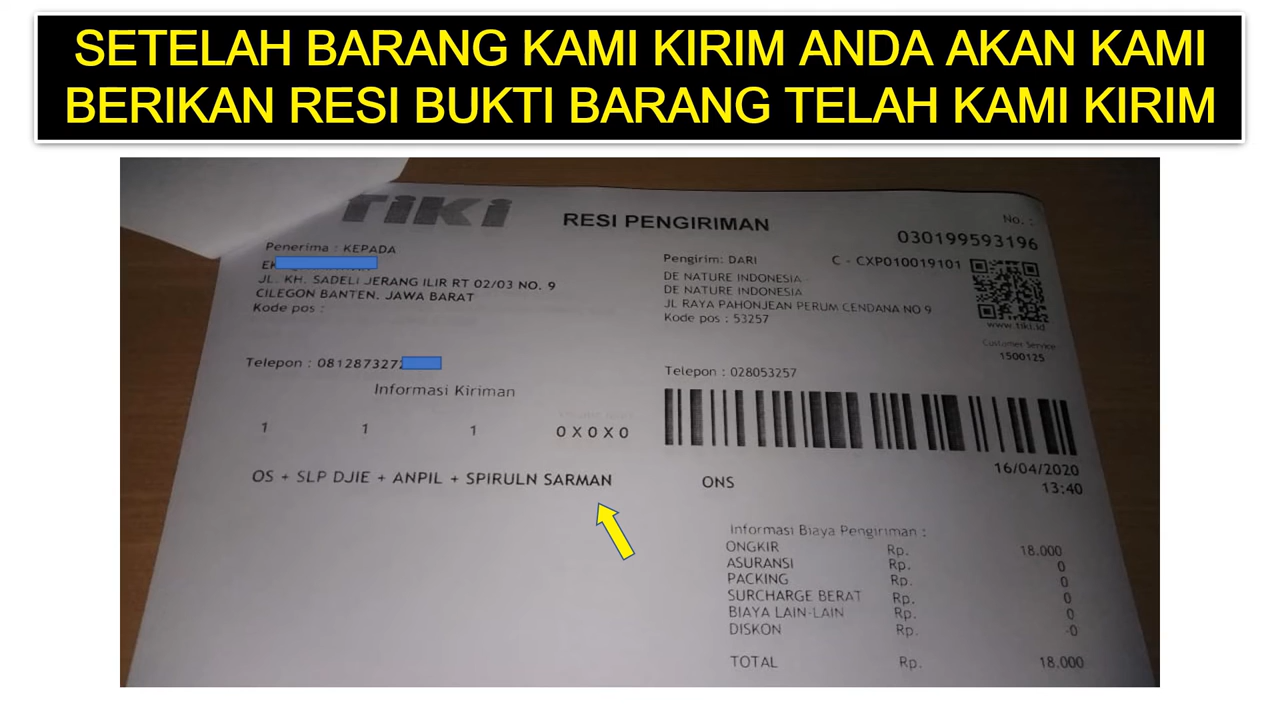 SETELAH BARANG KAMI KIRIM ANDA AKAN KAMI
BERIKAN RESI BUKTI BARANG TELAH KAMI KIRIM
TiKi
RESI PENGIRIMAN
No. :
030199593196
Penerima : KEPADA
JL. KH. SADELI JERANG ILIR RT 02/03 NO. 9
CILEGON BANTEN, JAWA BARAT
Kode pos :
Telepon : 0812873272
Pengirim: DARI
C - CXP010019101
DE NATURE INDONESIA -
DE NATURE INDONESIA
JL RAYA PAHONJEAN PERUM CENDANA NO 9
Kode pos : 53257
www.tiki.id
Customer Service
1500125
Telepon : 028053257
Informasi Kiriman
1 1 1 0 X 0 X 0
OS + SLP DJIE + ANPIL + SPIRULN SARMAN
16/04/2020
13:40
ONS
Informasi Biaya Pengiriman :
ONGKIR Rp. 18.000
ASURANSI Rp. 0
PACKING Rp. 0
SURCHARGE BERAT Rp. 0
BIAYA LAIN-LAIN Rp. 0
DISKON Rp. -0
TOTAL Rp. 18.000